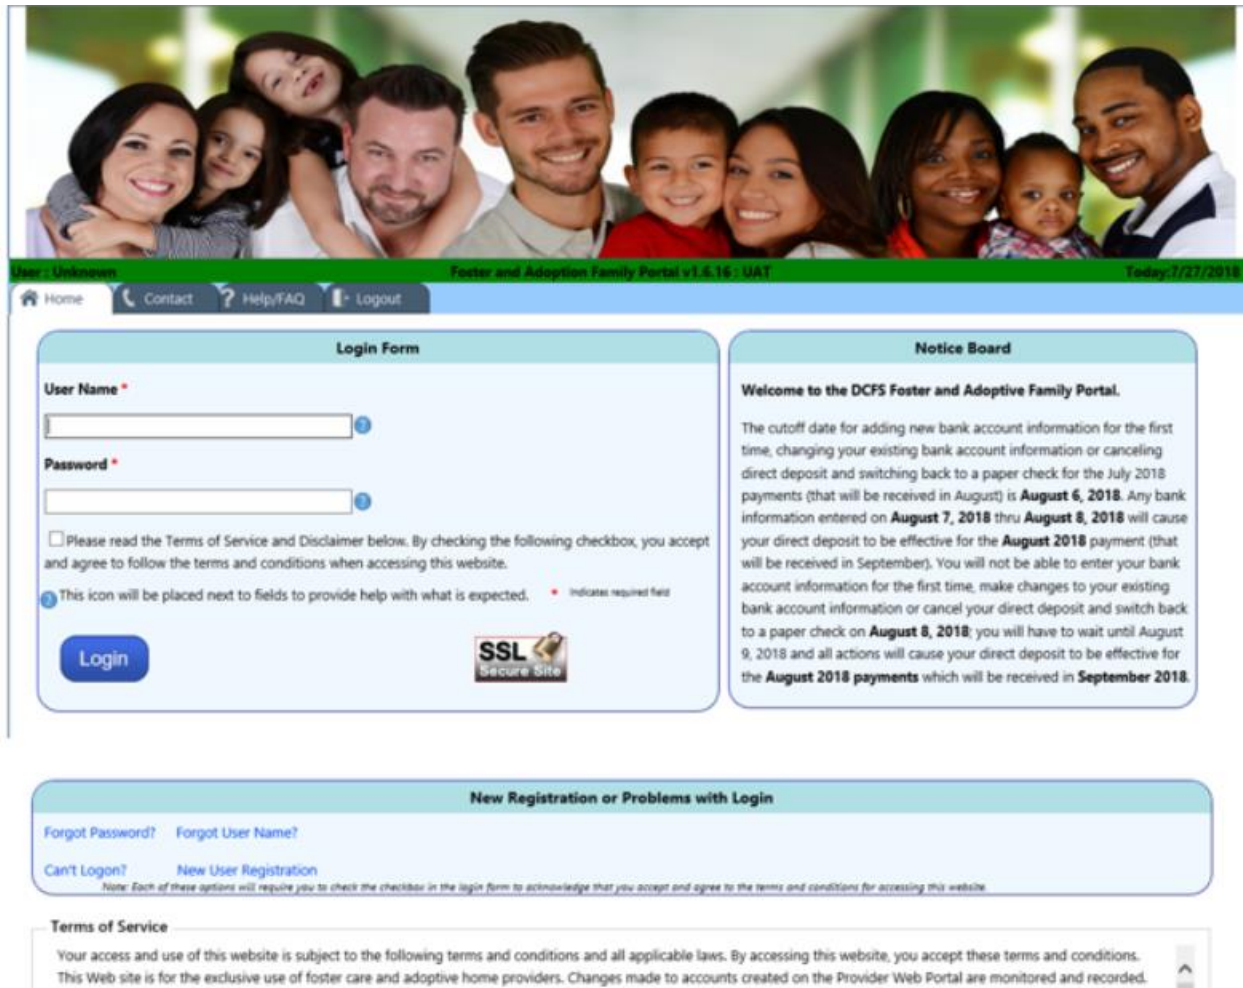 User : Unknown Foster and Adoption Family Portal v1.6.16 : UAT Today:7/27/2018
Home Contact Help/FAQ Logout
Login Form
User Name *
Password *
Please read the Terms of Service and Disclaimer below. By checking the following checkbox, you accept
and agree to follow the terms and conditions when accessing this website.
This icon will be placed next to fields to provide help with what is expected. * Indicates required field
Login
SSL
Secure Site
Notice Board
Welcome to the DCFS Foster and Adoptive Family Portal.
The cutoff date for adding new bank account information for the first
time, changing your existing bank account information or canceling
direct deposit and switching back to a paper check for the July 2018
payments (that will be received in August) is August 6, 2018. Any bank
information entered on August 7, 2018 thru August 8, 2018 will cause
your direct deposit to be effective for the August 2018 payment (that
will be received in September). You will not be able to enter your bank
account information for the first time, make changes to your existing
bank account information or cancel your direct deposit and switch back
to a paper check on August 8, 2018; you will have to wait until August
9, 2018 and all actions will cause your direct deposit to be effective for
the August 2018 payments which will be received in September 2018.
New Registration or Problems with Login
Forgot Password? Forgot User Name?
Can't Logon? New User Registration
Note: Each of these options will require you to check the checkbox in the login form to acknowledge that you accept and agree to the terms and conditions for accessing this website.
Terms of Service
Your access and use of this website is subject to the following terms and conditions and all applicable laws. By accessing this website, you accept these terms and conditions.
This Web site is for the exclusive use of foster care and adoptive home providers. Changes made to accounts created on the Provider Web Portal are monitored and recorded.